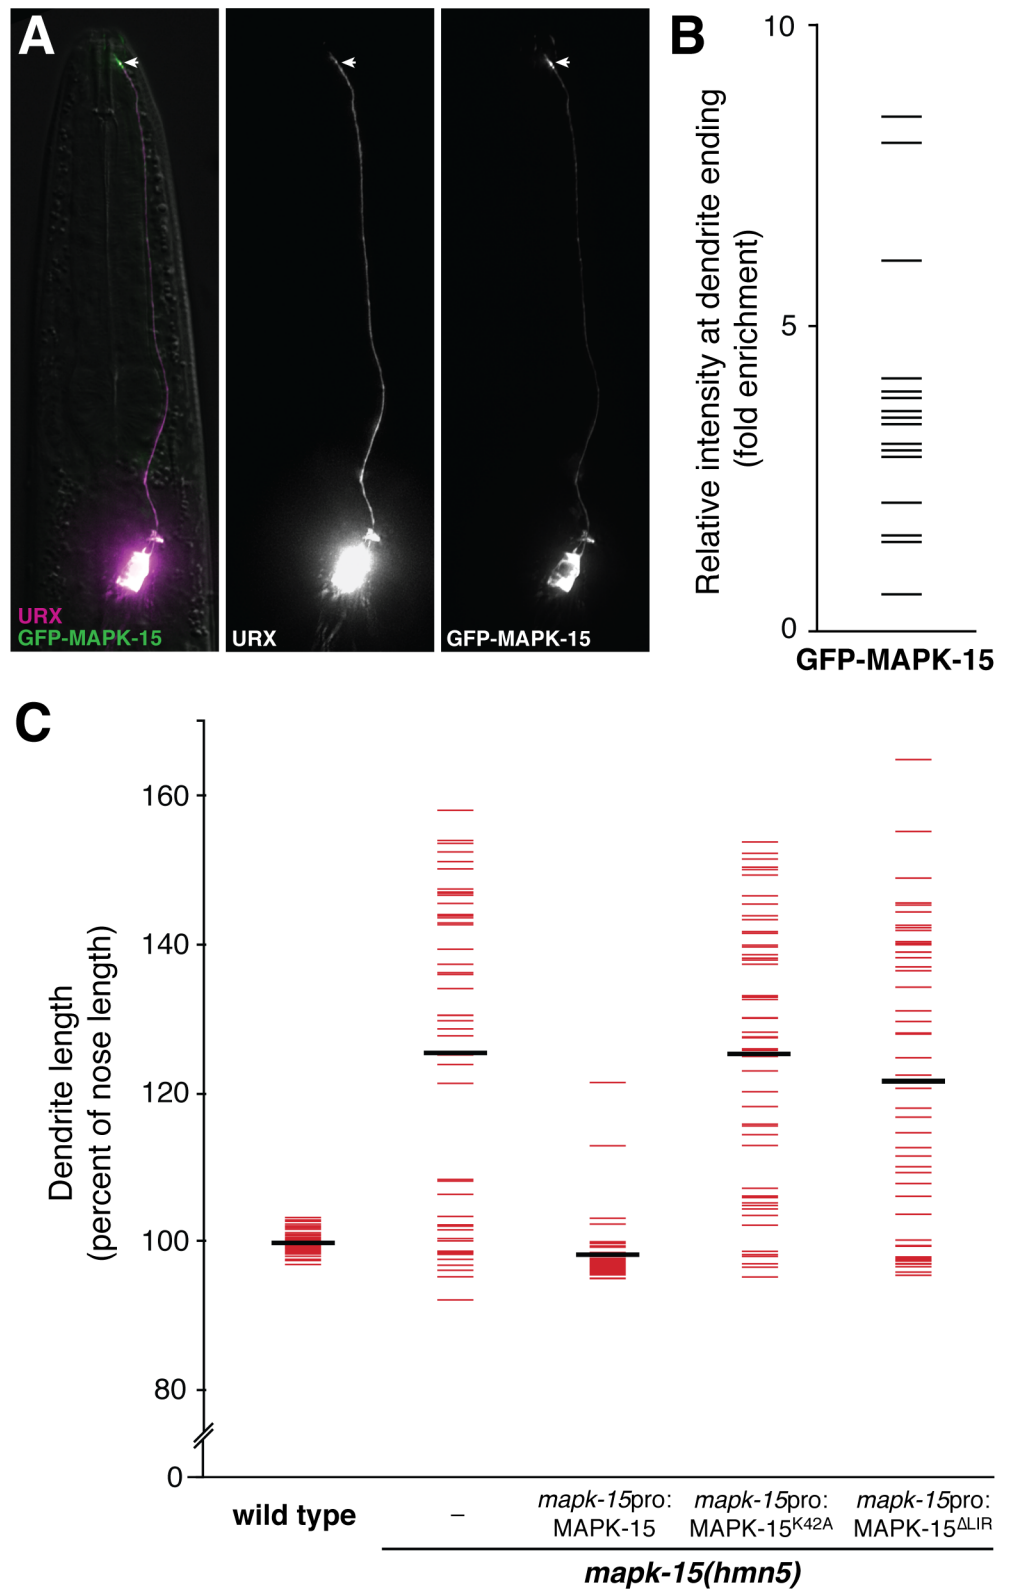 A
URX
GFP-MAPK-15
URX
GFP-MAPK-15
B
Relative intensity at dendrite ending
(fold enrichment)
10
5
0
GFP-MAPK-15
C
Dendrite length
(percent of nose length)
160
140
120
100
80
0
wild type
–
mapk-15pro:
MAPK-15
mapk-15pro:
MAPK-15K42A
mapk-15pro:
MAPK-15ΔLIR
mapk-15(hmn5)